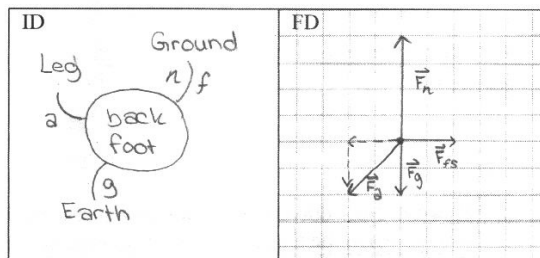 ID
Ground
n f
Leg
a
back
foot
g
Earth
FD
F⃗n
F⃗fs
F⃗g
F⃗a